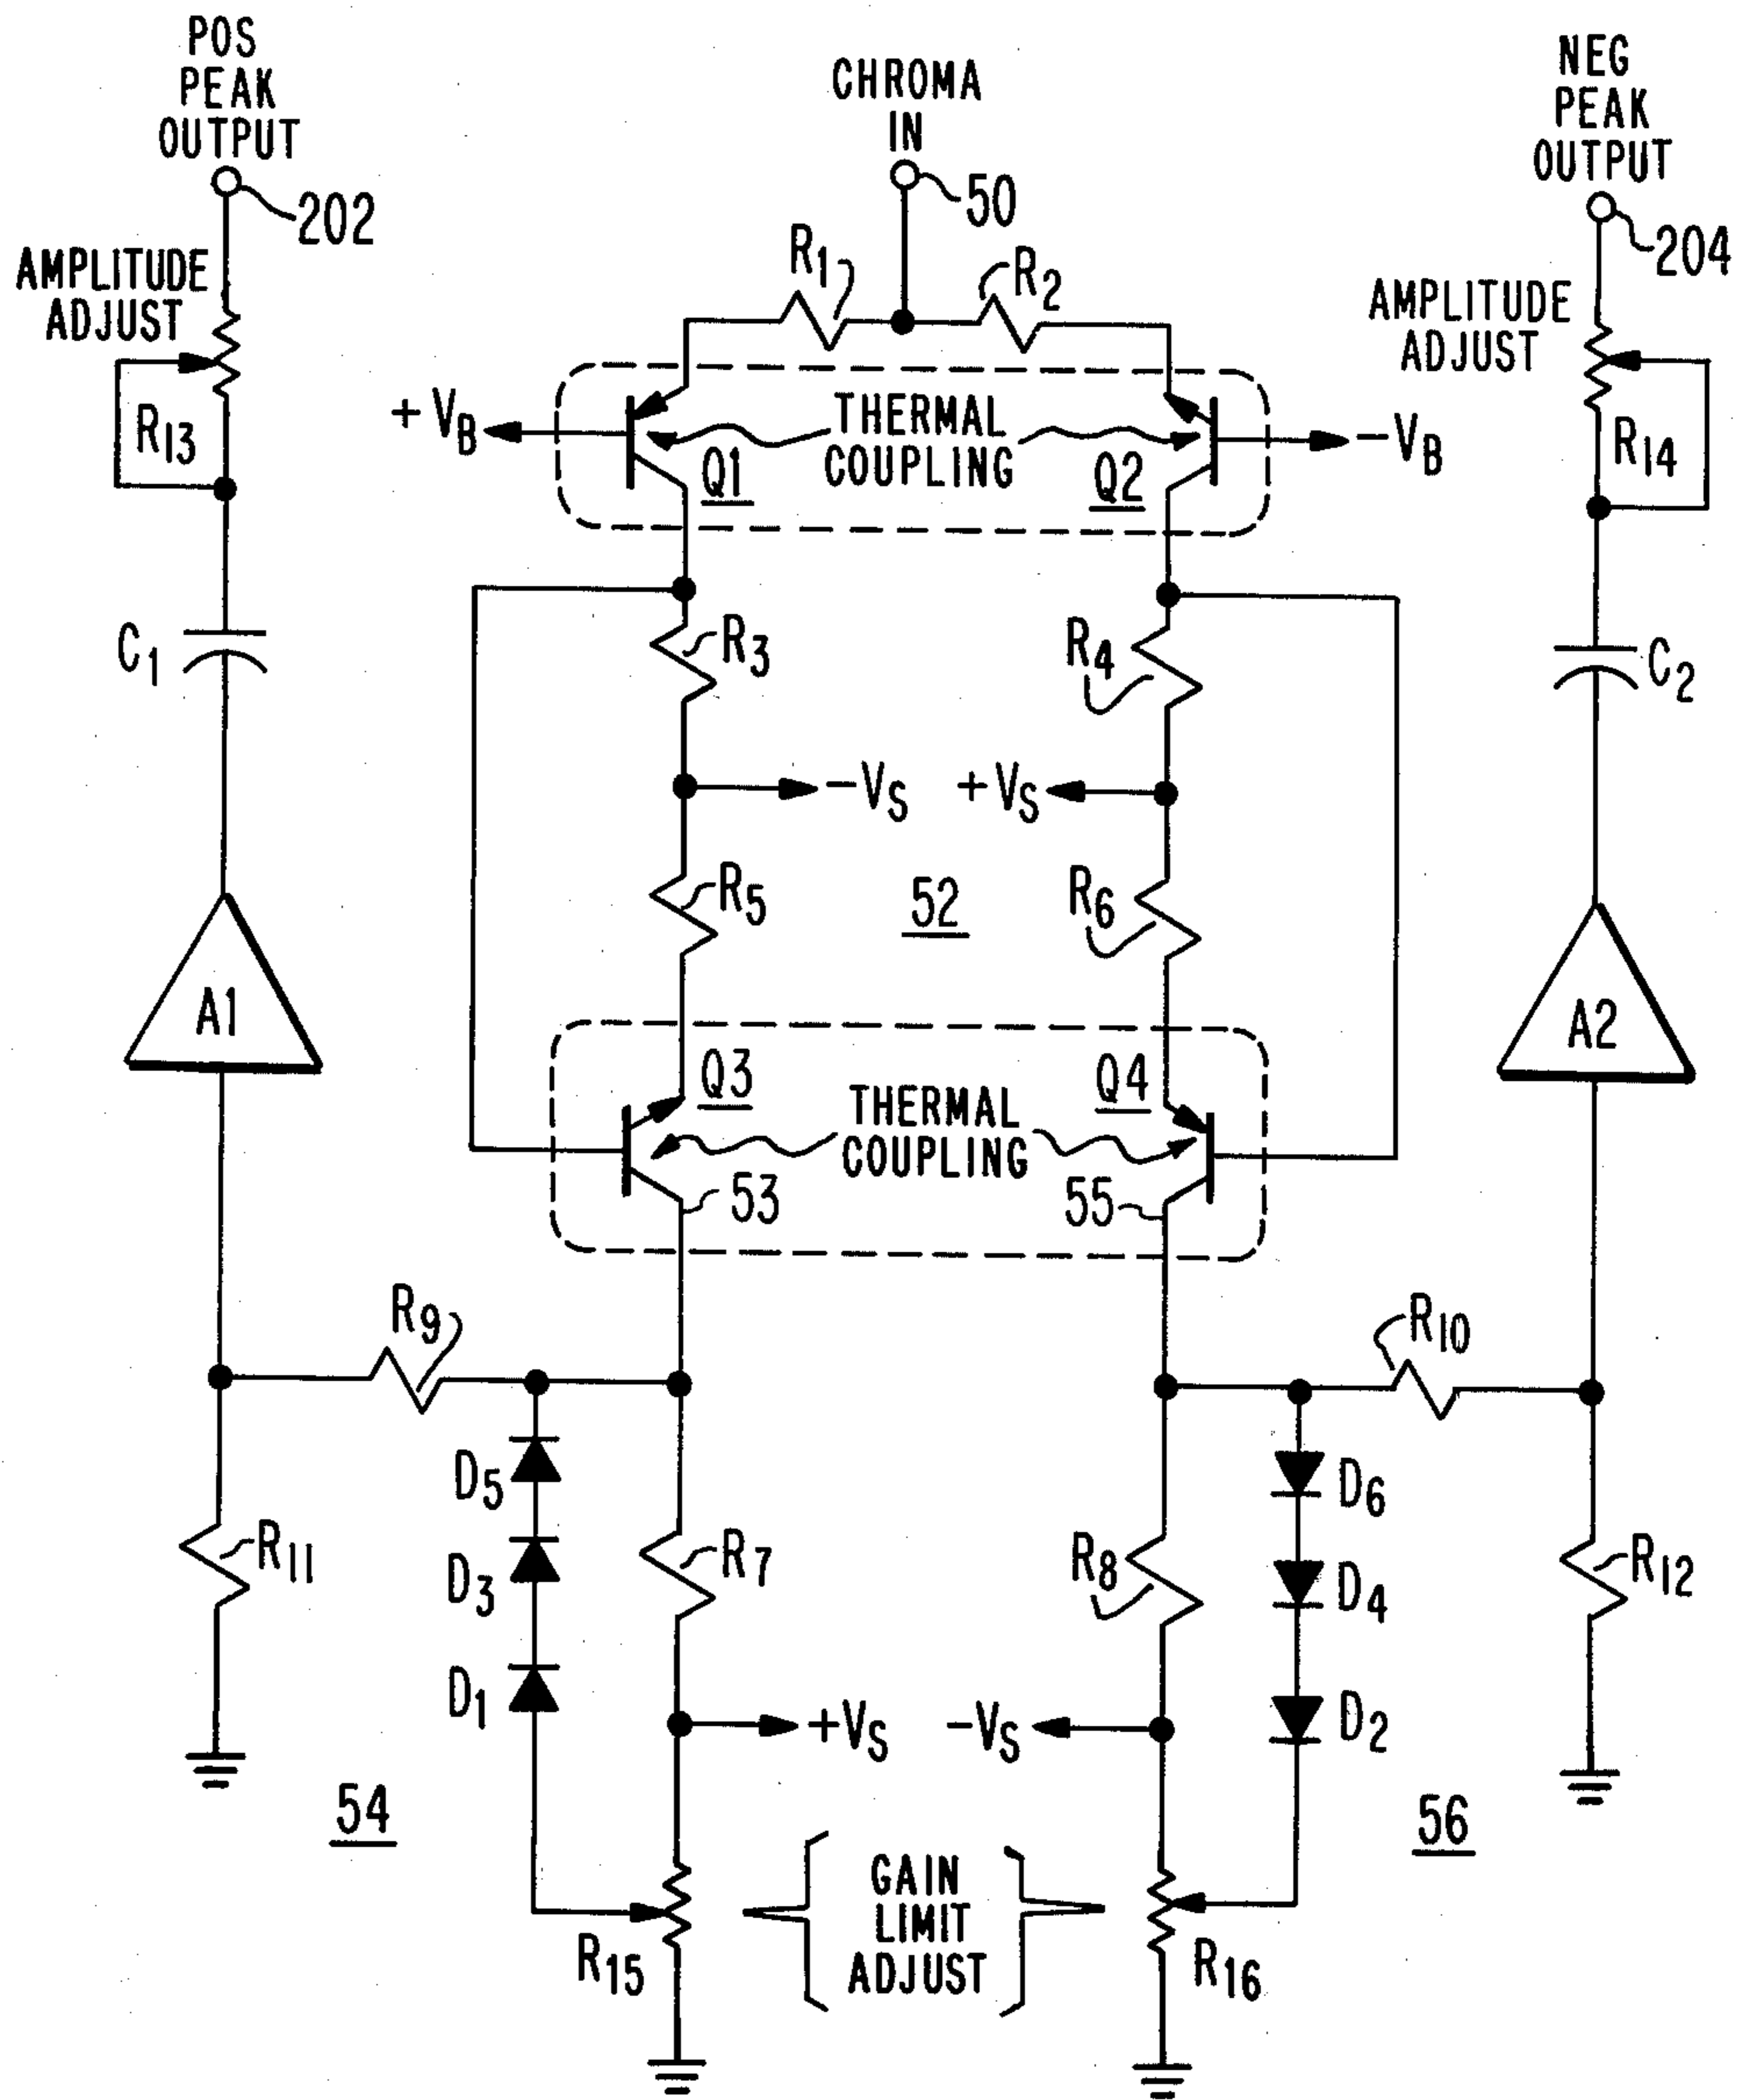 POS
PEAK
OUTPUT
202
CHROMA
IN
50
NEG
PEAK
OUTPUT
204
AMPLITUDE
ADJUST
R1
R2
AMPLITUDE
ADJUST
R13
+VB
THERMAL
COUPLING
Q1
Q2
-VB
R14
C1
R3
R4
C2
-VS
+VS
R5
52
R6
A1
A2
Q3
THERMAL
COUPLING
Q4
53
55
R9
R10
D5
D6
R11
D3
R7
R8
D4
R12
D1
+VS
-VS
D2
54
56
GAIN
LIMIT
ADJUST
R15
R16